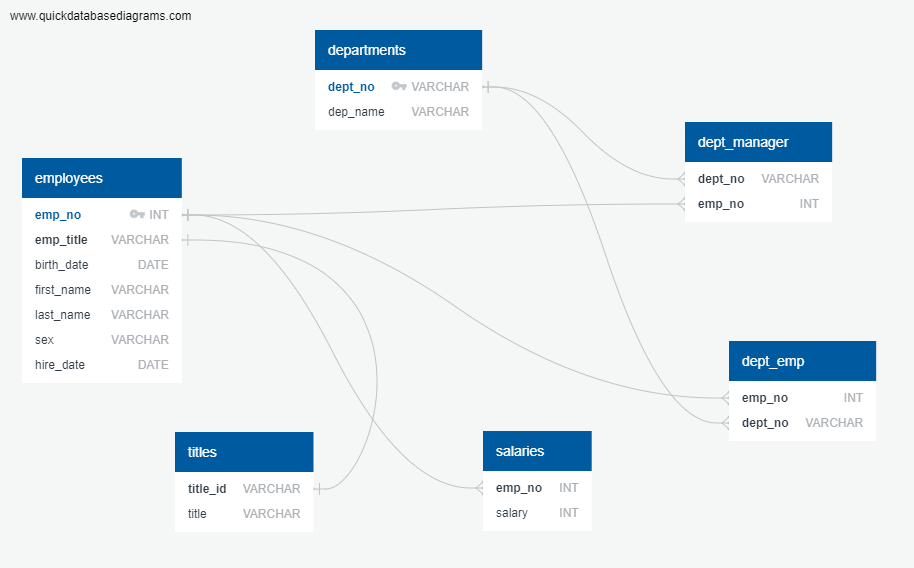 www.quickdatabasediagrams.com
departments
dept_no VARCHAR
dep_name VARCHAR
dept_manager
dept_no VARCHAR
emp_no INT
employees
emp_no INT
emp_title VARCHAR
birth_date DATE
first_name VARCHAR
last_name VARCHAR
sex VARCHAR
hire_date DATE
dept_emp
emp_no INT
dept_no VARCHAR
titles
title_id VARCHAR
title VARCHAR
salaries
emp_no INT
salary INT